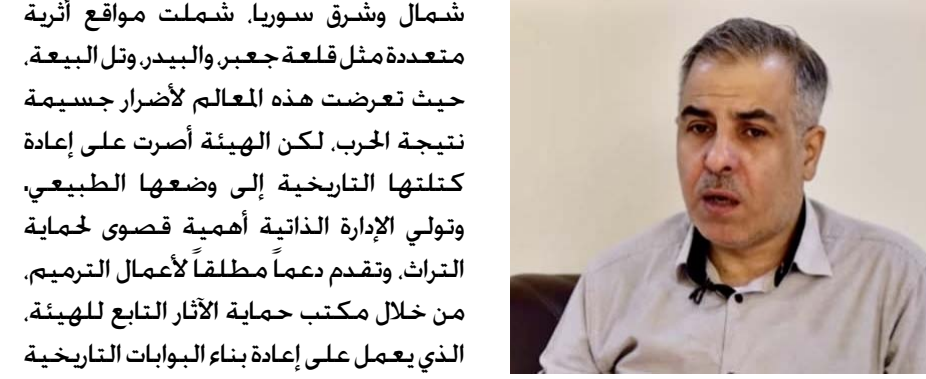 شمال وشرق سوريا، شملت مواقع أثرية
متعددة مثل قلعة جعبر، والبيدر، وتل البيعة،
حيث تعرضت هذه المعالم لأضرار جسيمة
نتيجة الحرب، لكن الهيئة أصرت على إعادة
كتلتها التاريخية إلى وضعها الطبيعي.
وتولي الإدارة الذاتية أهمية قصوى لحماية
التراث، وتقدم دعماً مطلقاً لأعمال الترميم،
من خلال مكتب حماية الآثار التابع للهيئة،
الذي يعمل على إعادة بناء البوابات التاريخية